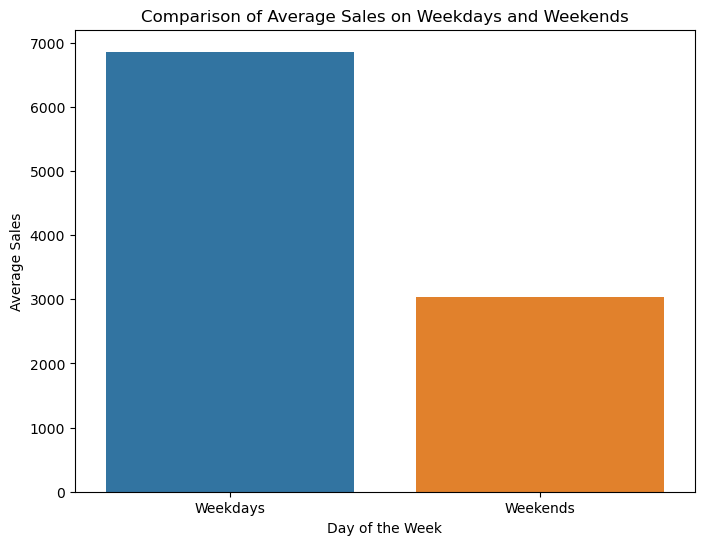 Comparison of Average Sales on Weekdays and Weekends
7000
6000
5000
4000
3000
2000
1000
0
Average Sales
Weekdays Weekends
Day of the Week